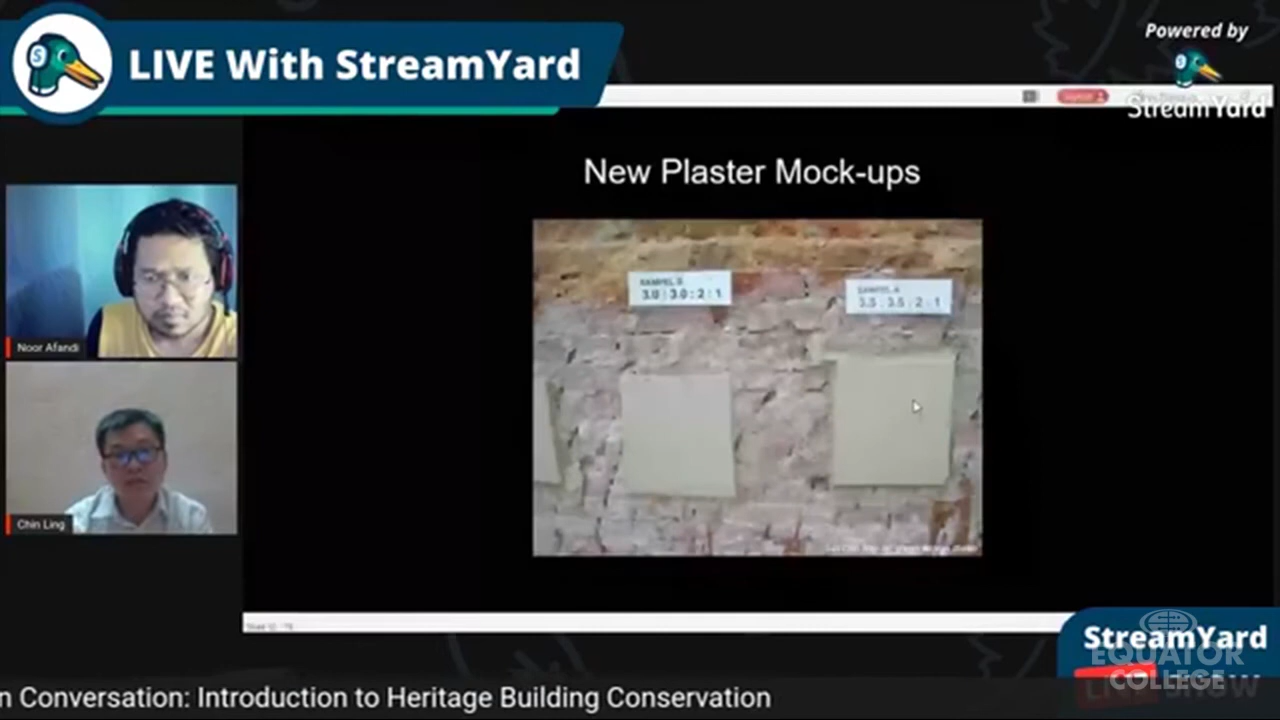 LIVE With StreamYard
Powered by
StreamYard
New Plaster Mock-ups
3.0 : 3.0 : 2 : 1
3.5 : 3.5 : 2 : 1
Noor Afandi
Chin Ling
StreamYard
EQUATOR
COLLEGE
n Conversation: Introduction to Heritage Building Conservation